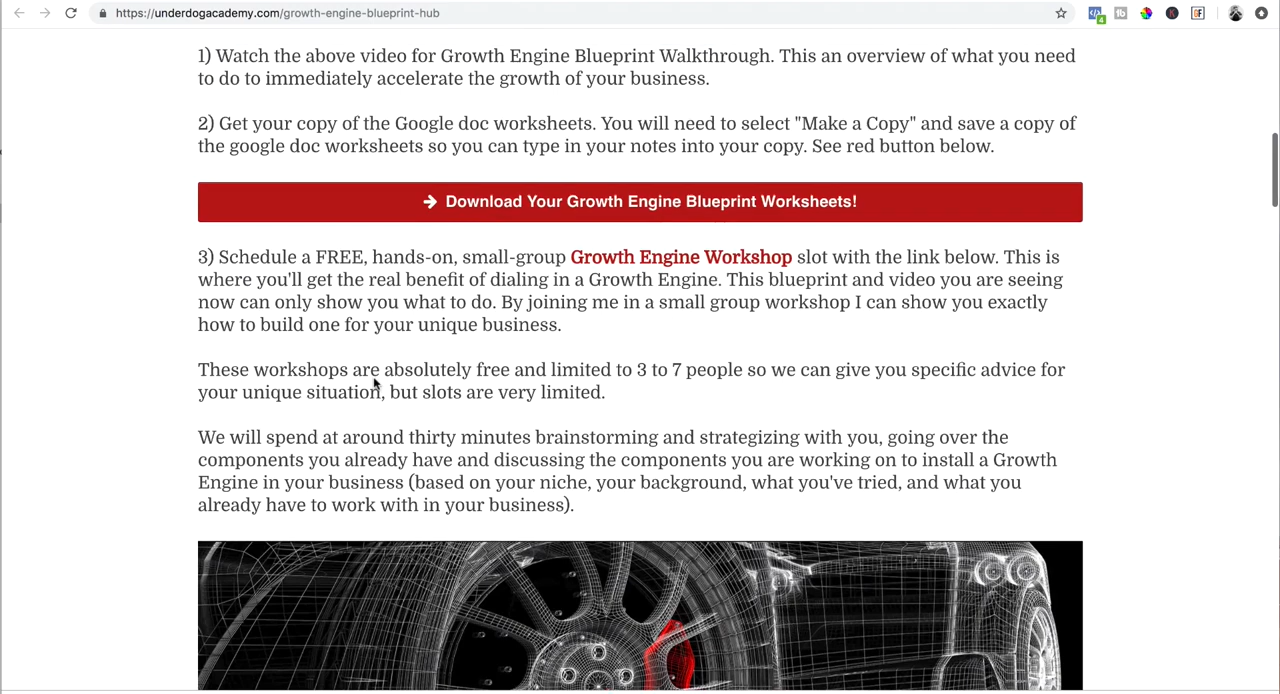 https://underdogacademy.com/growth-engine-blueprint-hub
4
1) Watch the above video for Growth Engine Blueprint Walkthrough. This an overview of what you need
to do to immediately accelerate the growth of your business.
2) Get your copy of the Google doc worksheets. You will need to select "Make a Copy" and save a copy of
the google doc worksheets so you can type in your notes into your copy. See red button below.
→ Download Your Growth Engine Blueprint Worksheets!
3) Schedule a FREE, hands-on, small-group Growth Engine Workshop slot with the link below. This is
where you'll get the real benefit of dialing in a Growth Engine. This blueprint and video you are seeing
now can only show you what to do. By joining me in a small group workshop I can show you exactly
how to build one for your unique business.
These workshops are absolutely free and limited to 3 to 7 people so we can give you specific advice for
your unique situation, but slots are very limited.
We will spend at around thirty minutes brainstorming and strategizing with you, going over the
components you already have and discussing the components you are working on to install a Growth
Engine in your business (based on your niche, your background, what you've tried, and what you
already have to work with in your business).